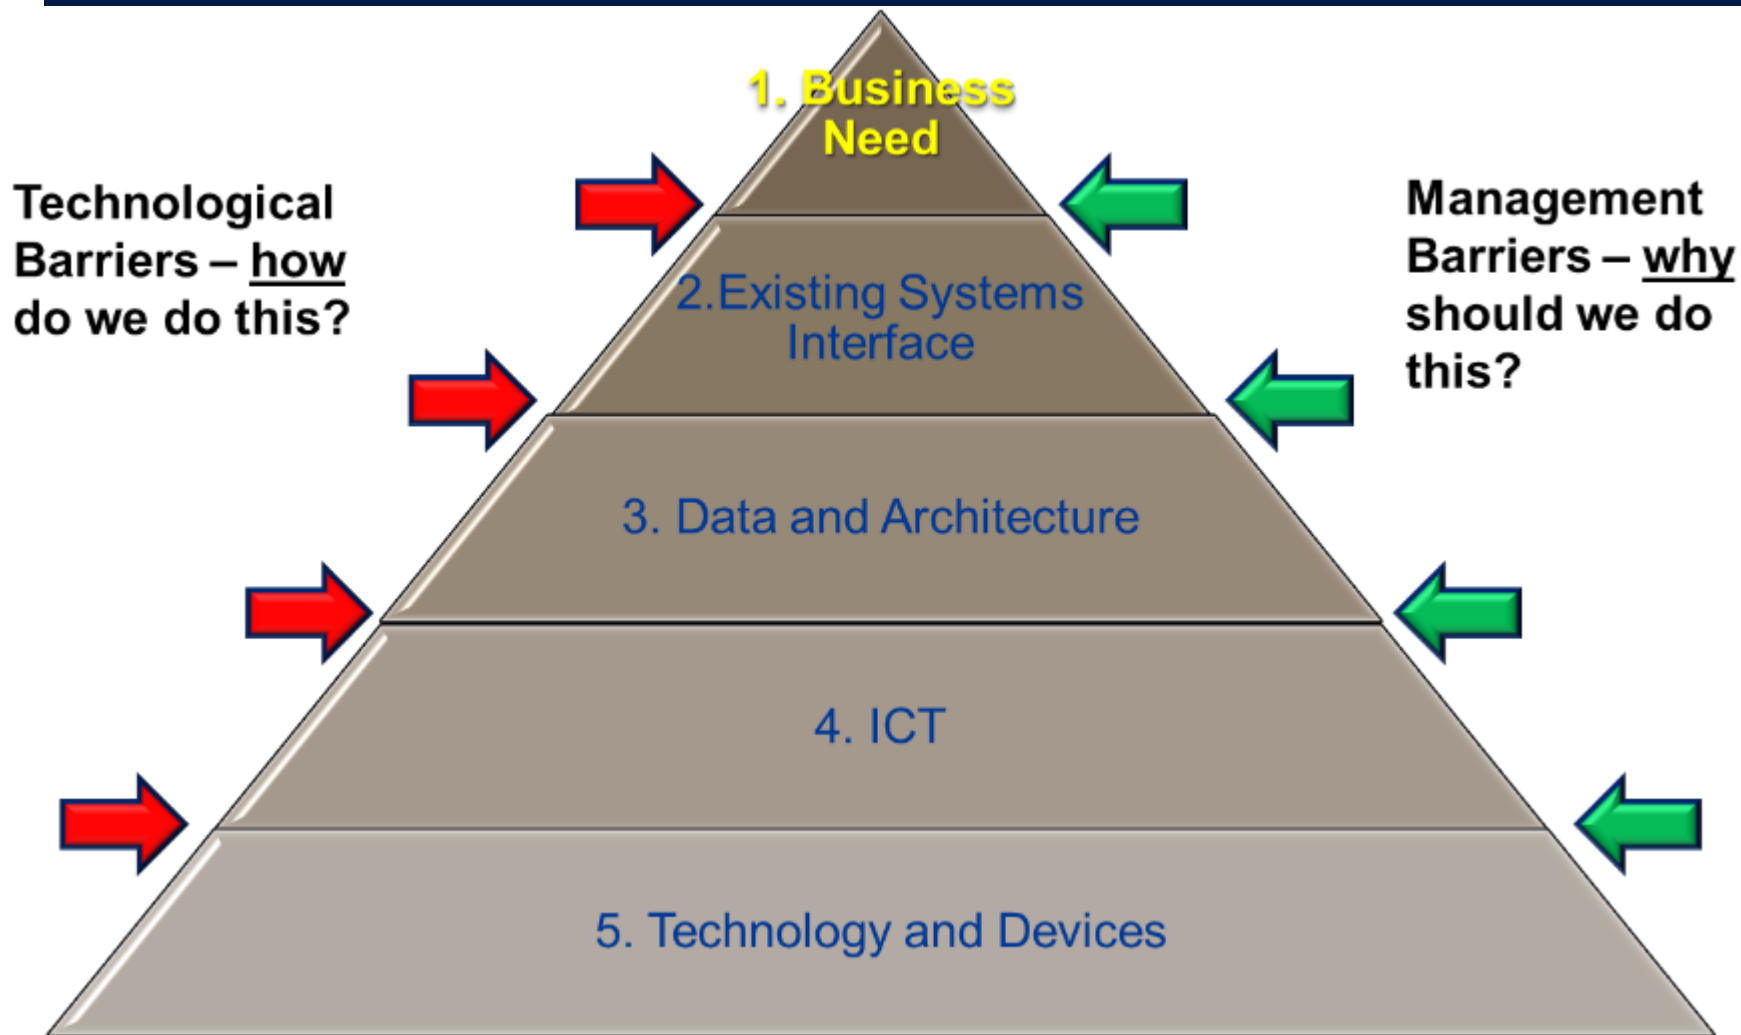 1. Business
Need
Technological
Barriers – how
do we do this?
Management
Barriers – why
should we do
this?
2.Existing Systems
Interface
3. Data and Architecture
4. ICT
5. Technology and Devices